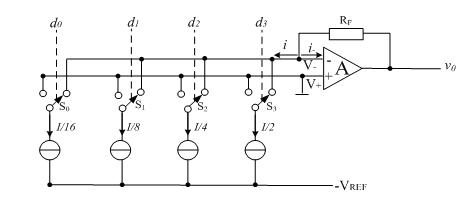 d0 d1 d2 d3
RF
i i-
V- - A
V+ +
v0
S0 S1 S2 S3
I/16 I/8 I/4 I/2
-VREF